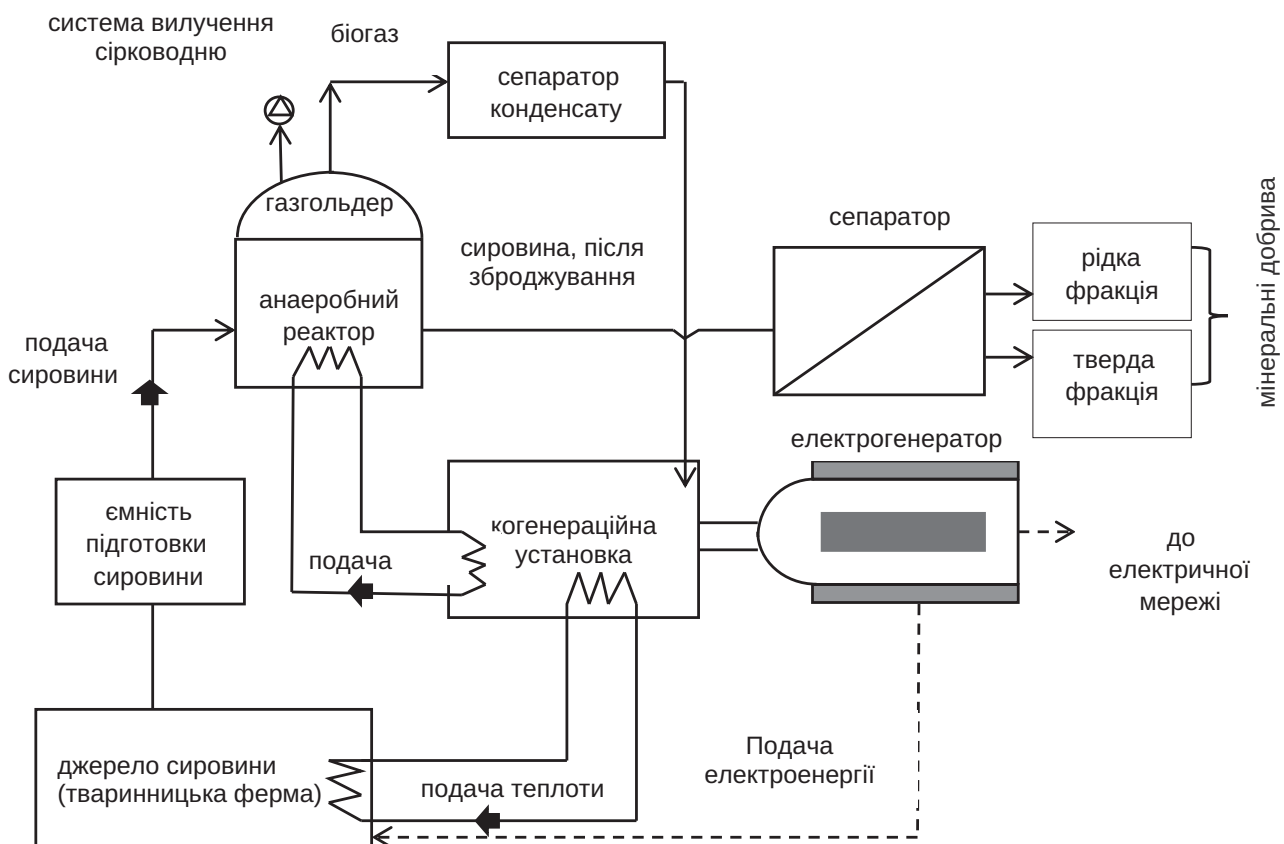 система вилучення
сірководню
біогаз
сепаратор
конденсату
газгольдер
сепаратор
сировина, після
зброджування
рідка
фракція
мінеральні добрива
анаеробний
реактор
подача
сировини
тверда
фракція
електрогенератор
ємність
підготовки
сировини
когенераційна
установка
подача
до
електричної
мережі
Подача
електроенергії
джерело сировини
(тваринницька ферма)
подача теплоти